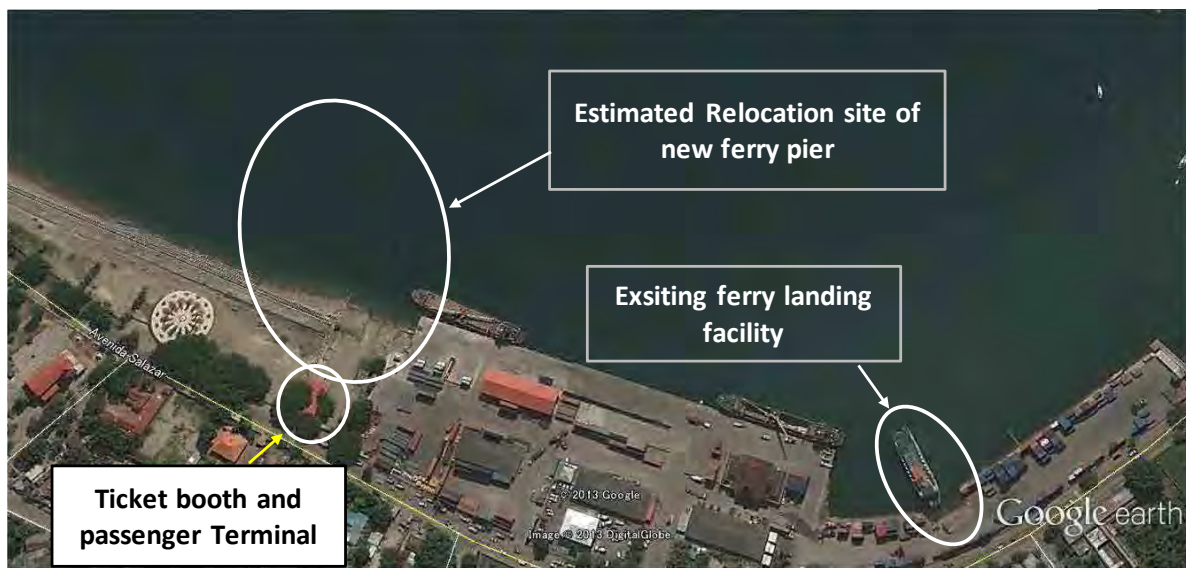 Estimated Relocation site of
new ferry pier
Exsiting ferry landing
facility
Avenida Salazar
Ticket booth and
passenger Terminal
© 2013 Google
Image © 2013 DigitalGlobe
Google earth